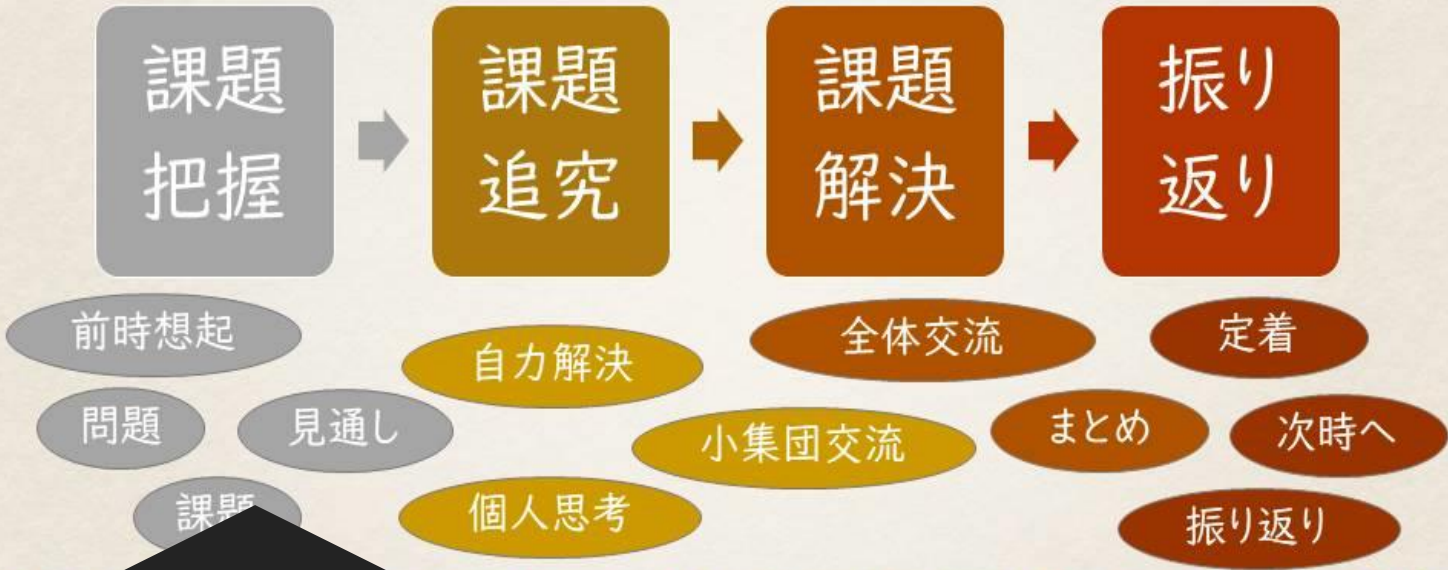 課題
把握
課題
追究
課題
解決
振り
返り
前時想起
問題
見通し
課題
自力解決
小集団交流
個人思考
全体交流
まとめ
定着
次時へ
振り返り